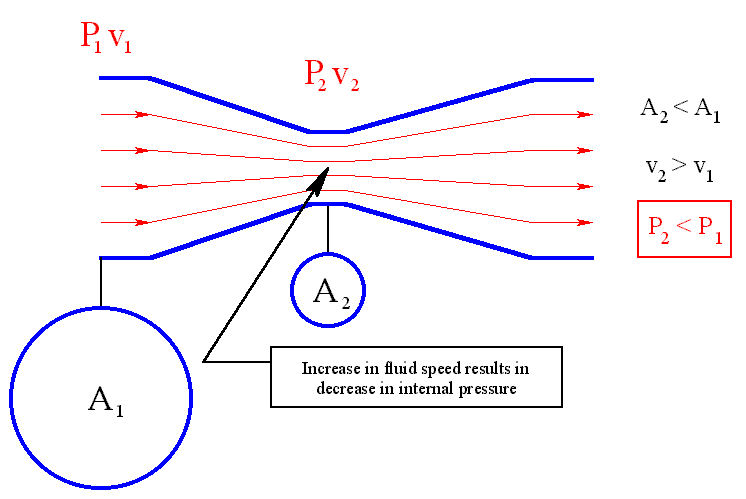 P₁ v₁
P₂ v₂
A₂ < A₁
v₂ > v₁
P₂ < P₁
A₂
A₁
Increase in fluid speed results in
decrease in internal pressure